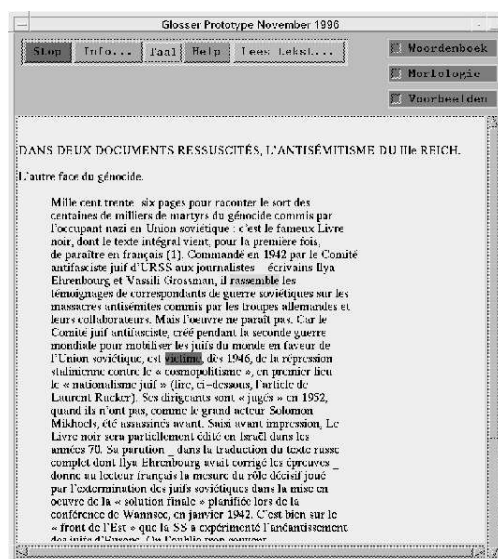 Glosser Prototype November 1996
Stop Info... Taal Help Lees tekst...
Woordenboek
Morfologie
Voorbeelden
DANS DEUX DOCUMENTS RESSUSCITÉS, L'ANTISÉMITISME DU IIIe REICH.
L'autre face du génocide.
Mille cent trente six pages pour raconter le sort des
centaines de milliers de martyrs du génocide commis par
l'occupant nazi en Union soviétique : c'est le fameux Livre
noir, dont le texte intégral vient, pour la première fois,
de paraître en français (1). Commandé en 1942 par le Comité
antifasciste juif d'URSS aux journalistes _ écrivains Ilya
Ehrenbourg et Vassili Grossman, il rassemble les
témoignages de correspondants de guerre soviétiques sur les
massacres antisémites commis par les troupes allemandes et
leurs collaborateurs. Mais l'oeuvre ne paraît pas. Car le
Comité juif antifasciste, créé pendant la seconde guerre
mondiale pour mobiliser les juifs du monde en faveur de
l'Union soviétique, est victime, dès 1946, de la répression
stalinienne contre le « cosmopolitisme », en premier lieu
le « nationalisme juif » (lire, ci-dessous, l'article de
Laurent Rucker). Ses dirigeants sont « jugés » en 1952,
quand ils n'ont pas, comme le grand acteur Solomon
Mikhoels, été assassinés avant. Saisi avant impression, Le
Livre noir sera partiellement édité en Israël dans les
années 70. Sa parution _ dans la traduction du texte russe
complet dont Ilya Ehrenbourg avait corrigé les épreuves _
donne au lecteur français la mesure du rôle décisif joué
par l'extermination des juifs soviétiques dans la mise en
oeuvre de la « solution finale » planifiée lors de la
conférence de Wannsee, en janvier 1942. C'est bien sur le
« front de l'Est » que la SS a expérimenté l'anéantissement
des juifs d'Europe. On l'oublie trop souvent